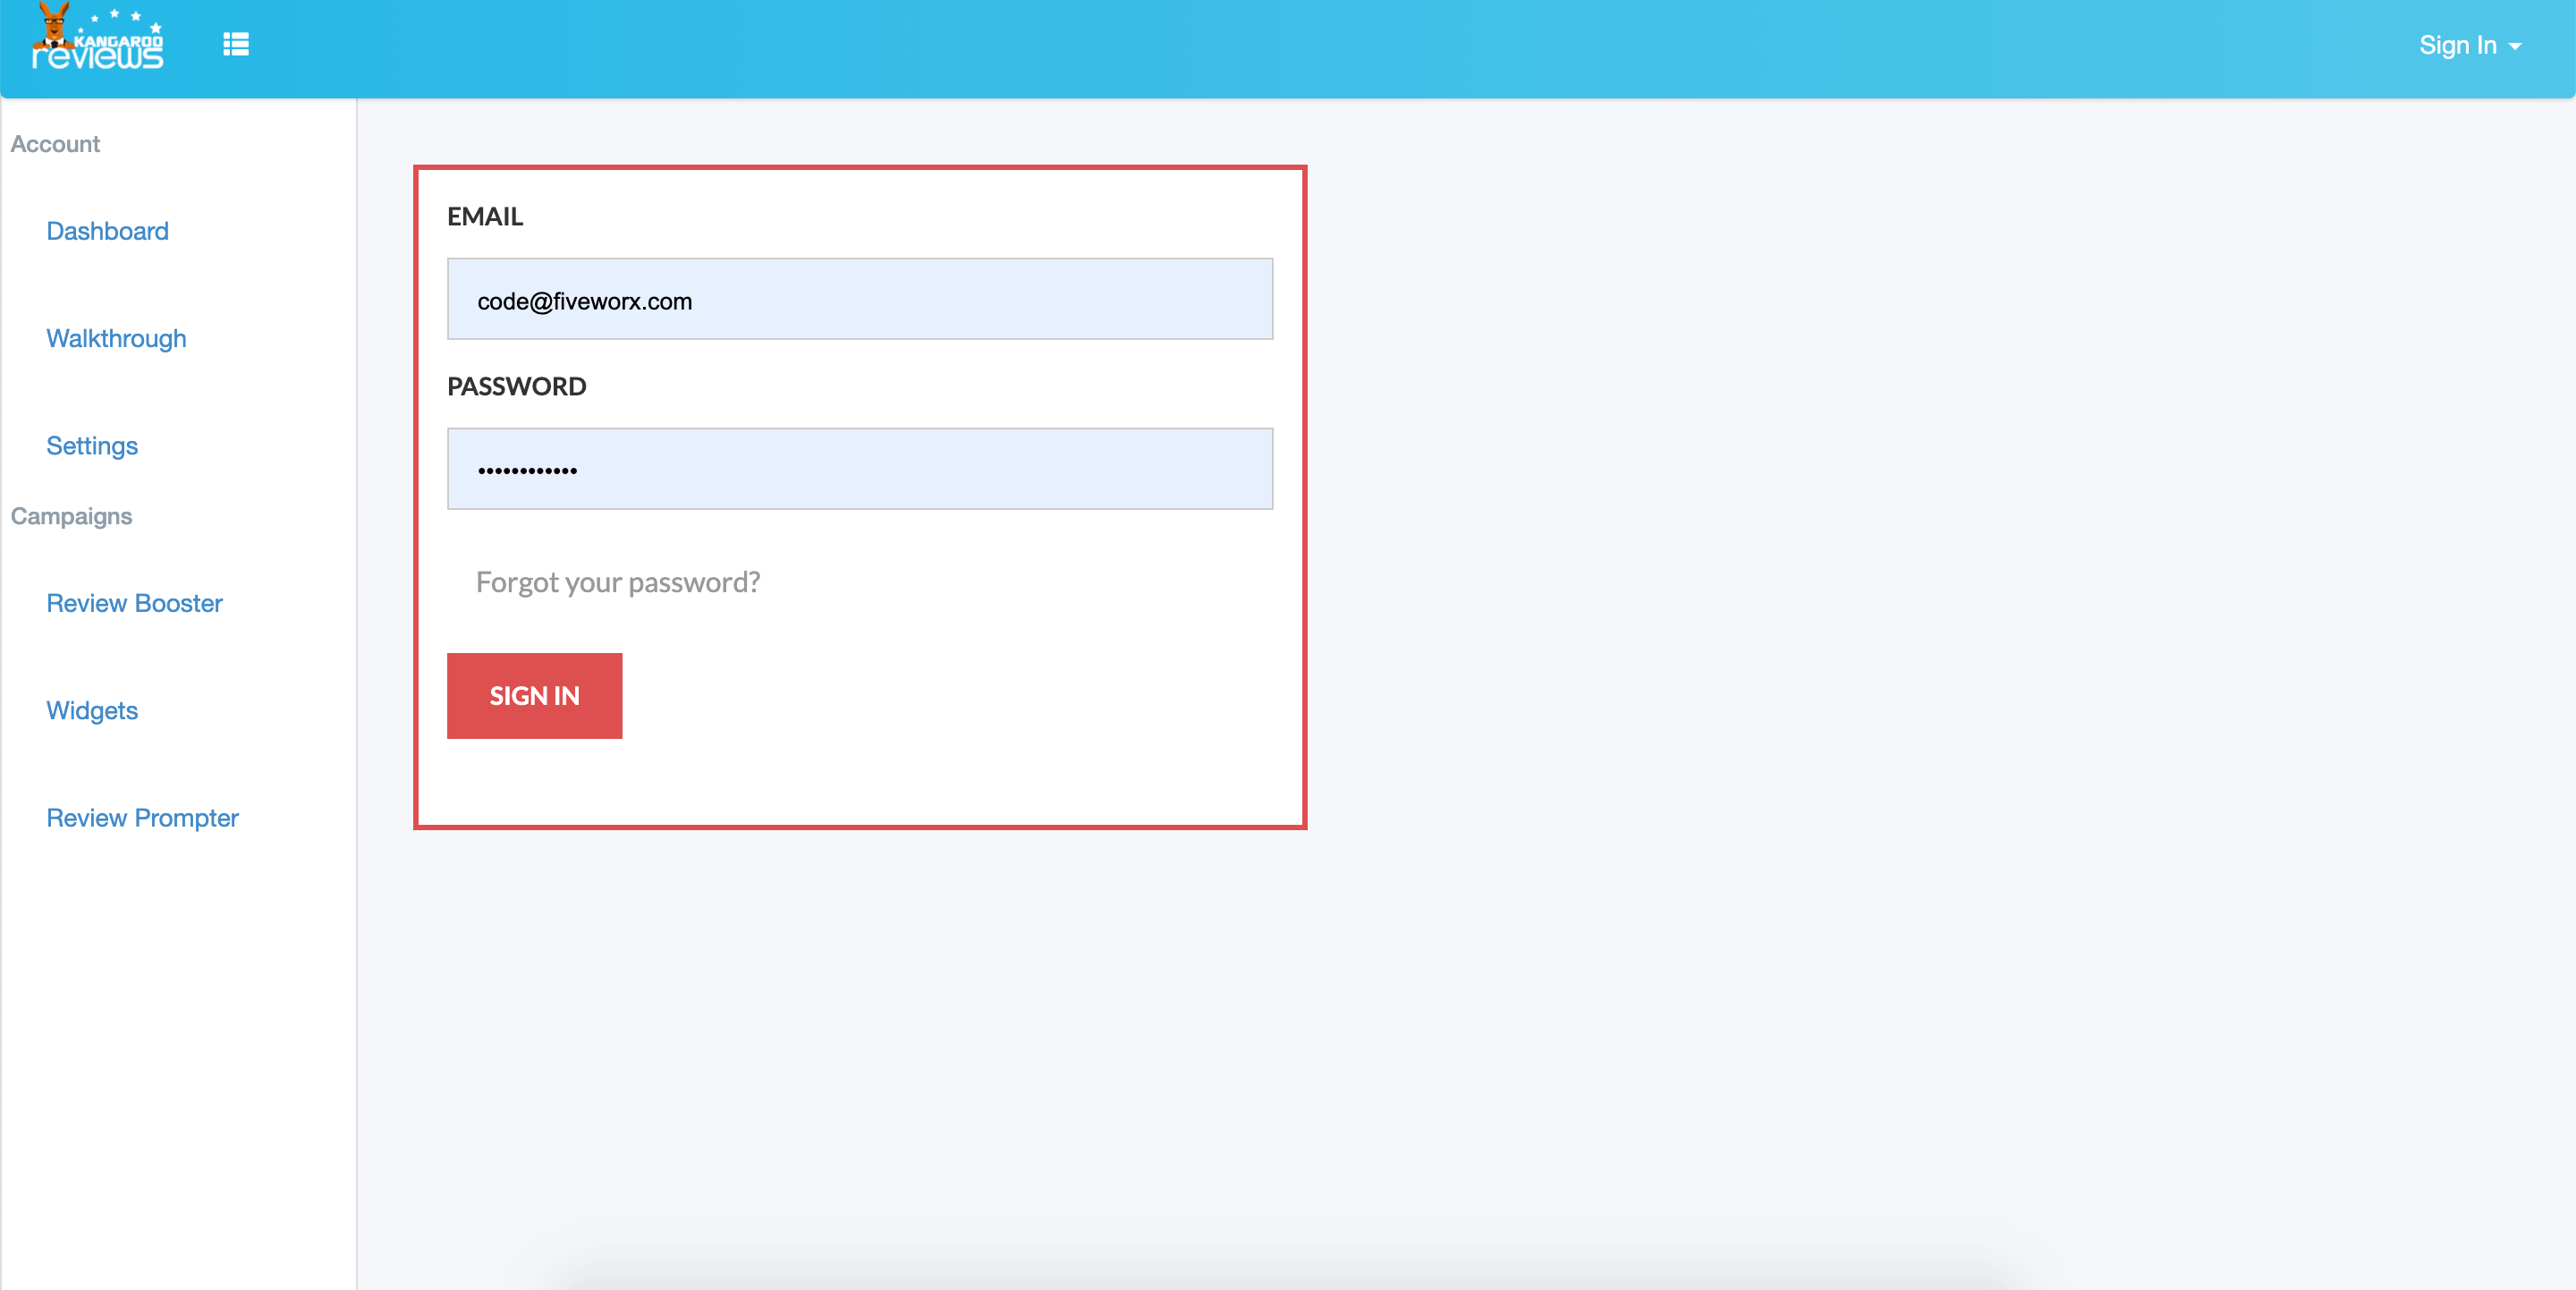 KANGAROO
reviews
Sign In
Account
Dashboard
Walkthrough
Settings
Campaigns
Review Booster
Widgets
Review Prompter
EMAIL
code@fiveworx.com
PASSWORD
••••••••••••
Forgot your password?
SIGN IN